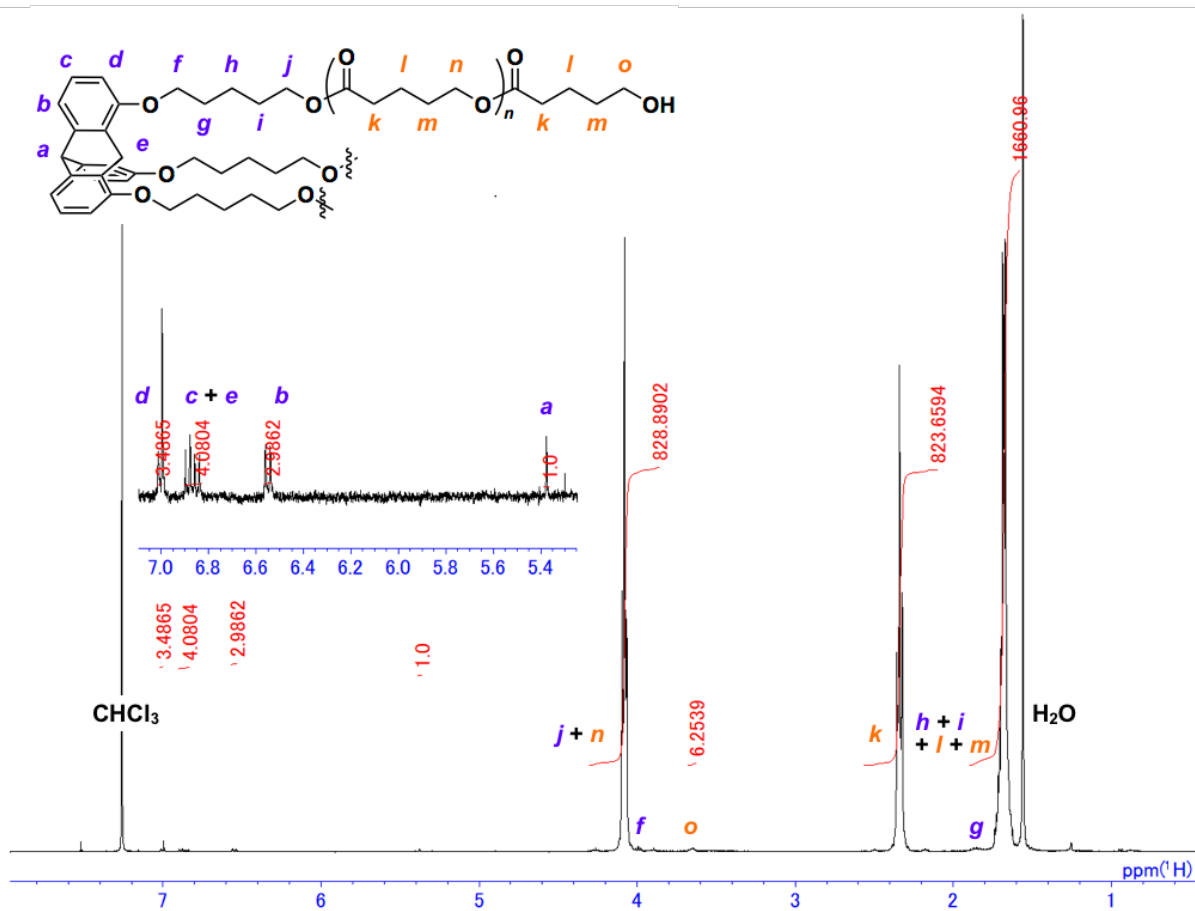 c d f h j O l n O l o
b O O O n OH
g i k m k m
a e
O O
O O
d c + e b a
3.4865 4.0804 2.9862 1.0
7.0 6.8 6.6 6.4 6.2 6.0 5.8 5.6 5.4
3.4865 4.0804 2.9862 1.0
828.8902 6.2539 823.6594 1660.96
CHCl₃
j + n
k
h + i
+ l + m
H₂O
f o g
ppm(¹H)
7 6 5 4 3 2 1